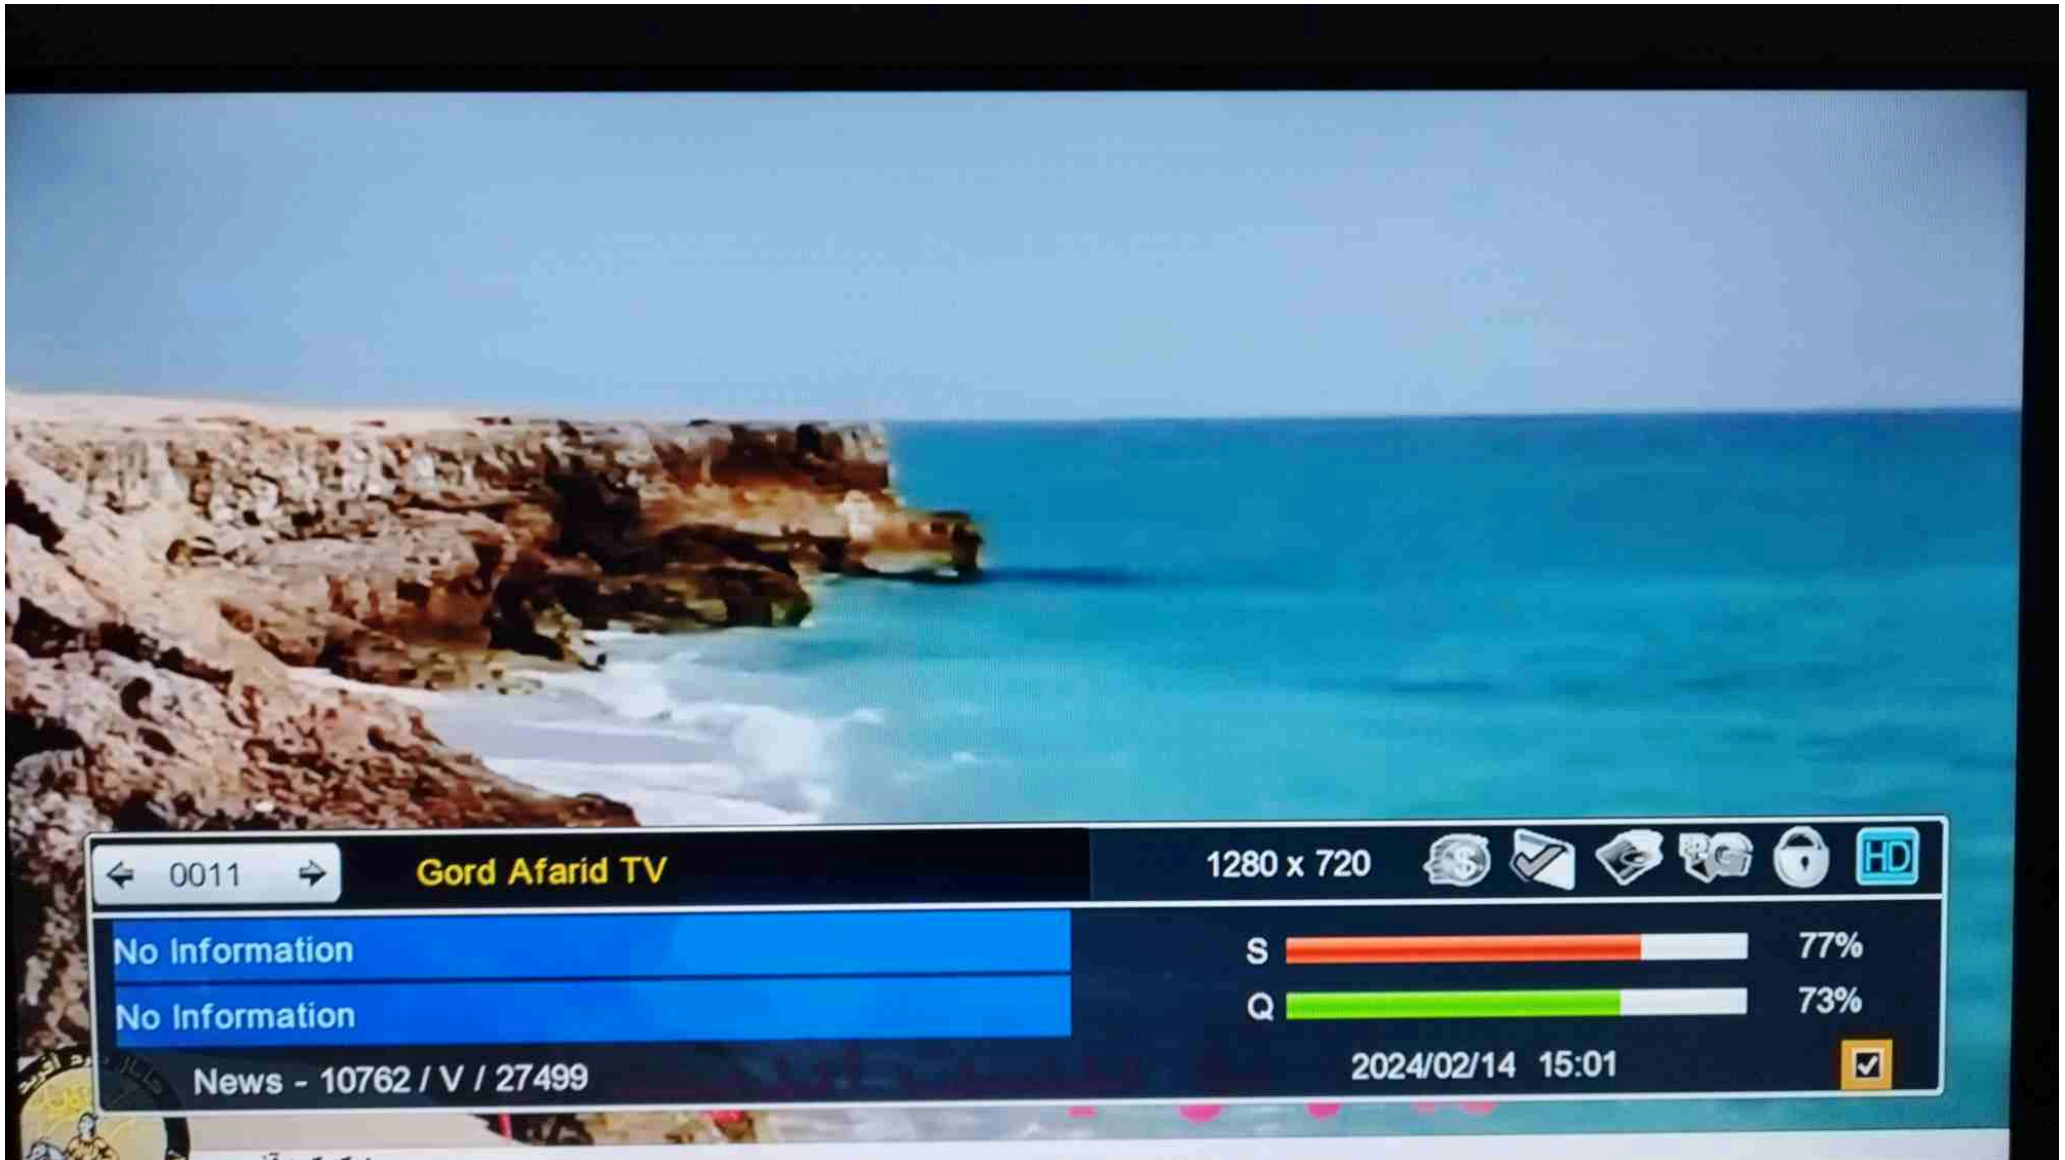 0011
Gord Afarid TV
1280 x 720
HD
No Information
No Information
S 77%
Q 73%
News - 10762 / V / 27499
2024/02/14 15:01